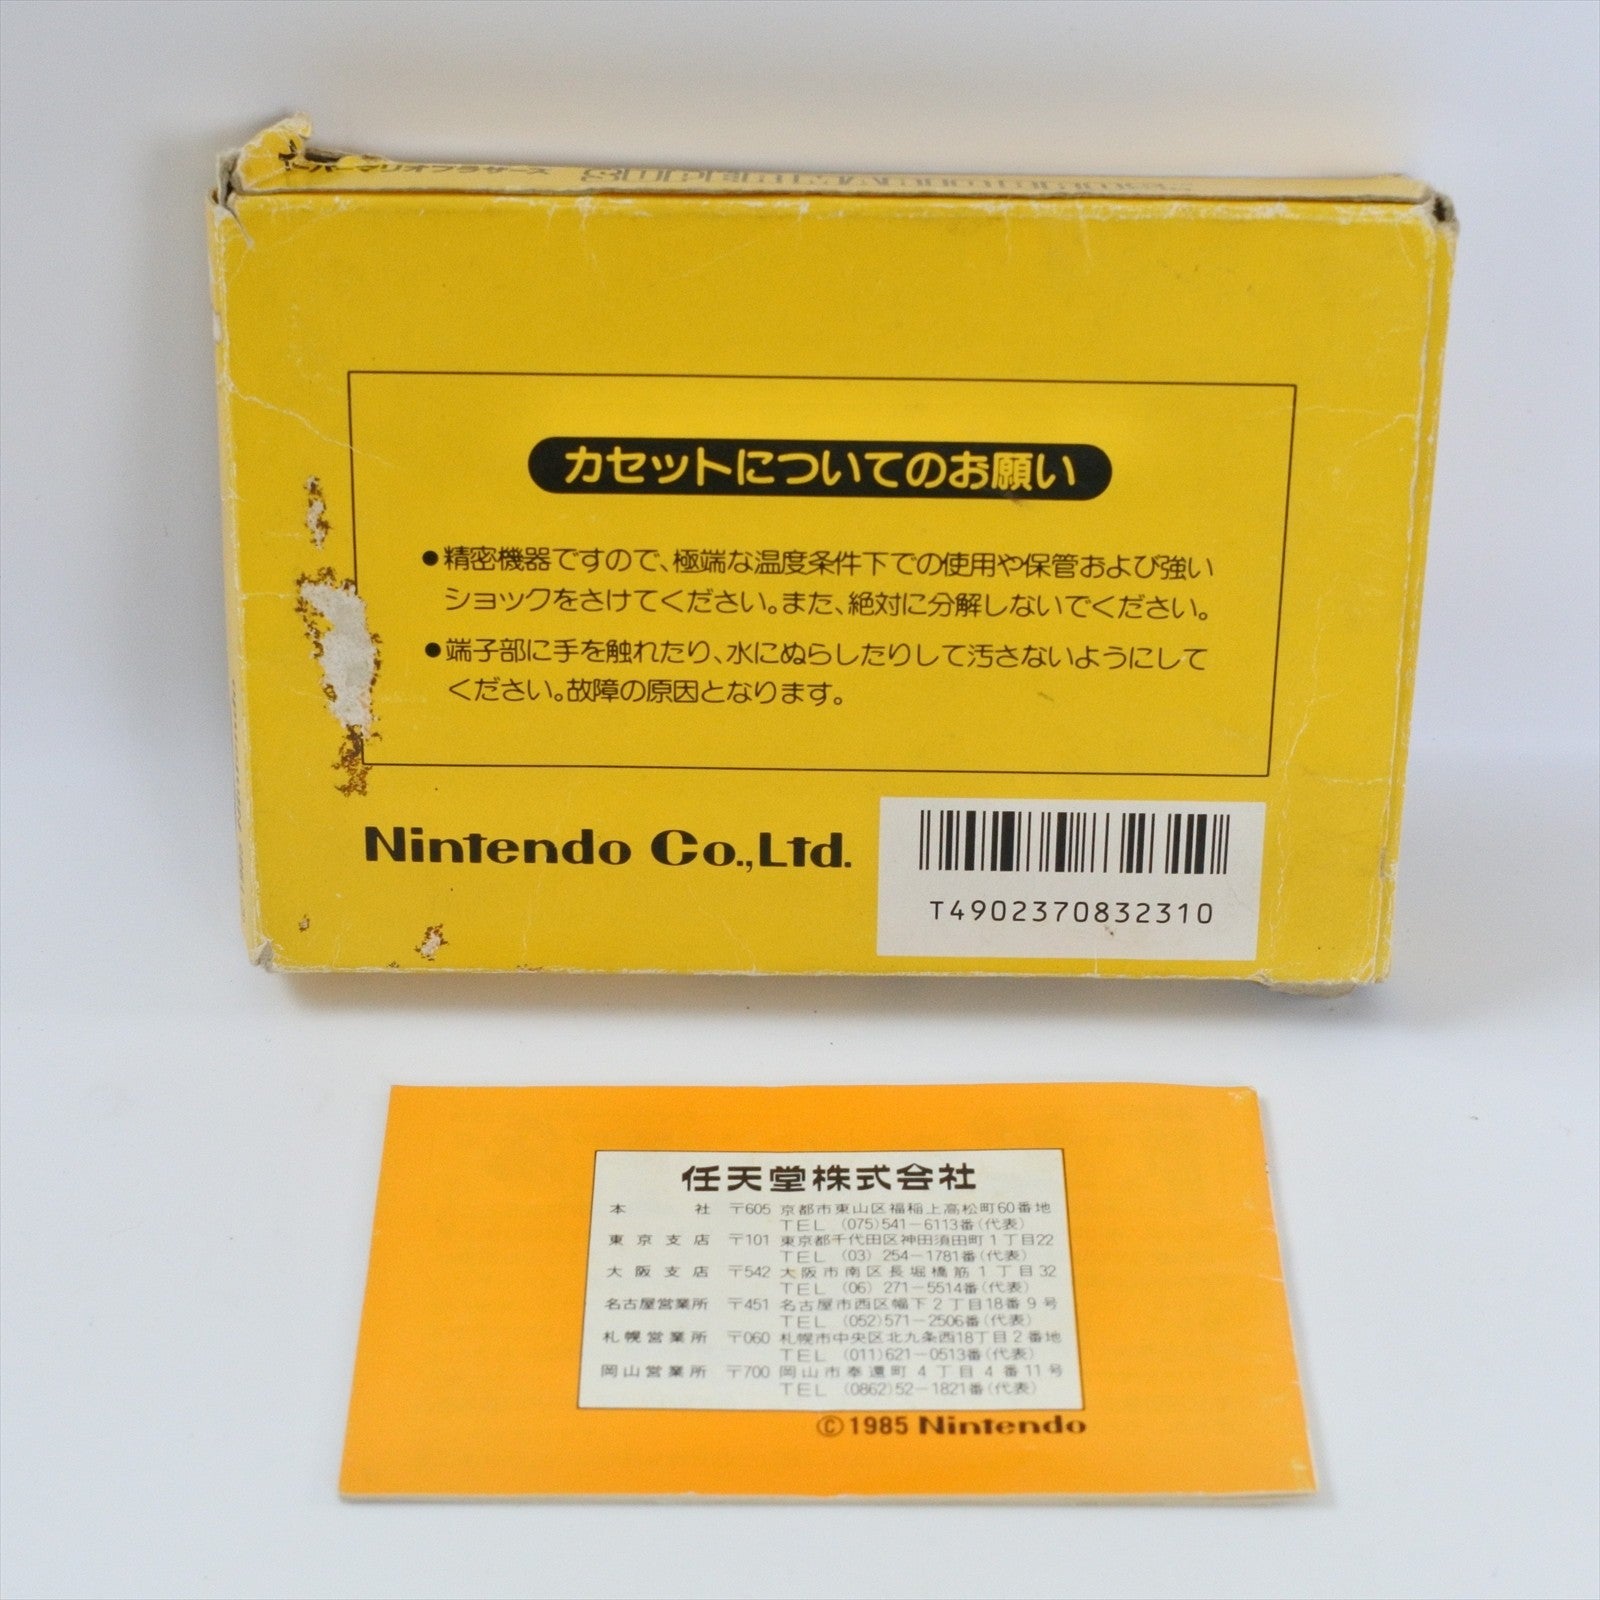 スーパーマリオブラザーズ
カセットについてのお願い
●精密機器ですので、極端な温度条件下での使用や保管および強い
ショックをさけてください。また、絶対に分解しないでください。
●端子部に手を触れたり、水にぬらしたりして汚さないようにして
ください。故障の原因となります。
Nintendo Co.,Ltd.
T4902370832310
任天堂株式会社
本社 〒605 京都市東山区福稲上高松町60番地
TEL (075)541-6113番(代表)
東京支店 〒101 東京都千代田区神田須田町1丁目22
TEL (03) 254-1781番(代表)
大阪支店 〒542 大阪市南区長堀橋筋1丁目32
TEL (06) 271-5514番(代表)
名古屋営業所 〒451 名古屋市西区幅下2丁目18番9号
TEL (052)571-2506番(代表)
札幌営業所 〒060 札幌市中央区北九条西18丁目2番地
TEL (011)621-0513番(代表)
岡山営業所 〒700 岡山市奉還町4丁目4番11号
TEL (0862)52-1821番(代表)
©1985 Nintendo